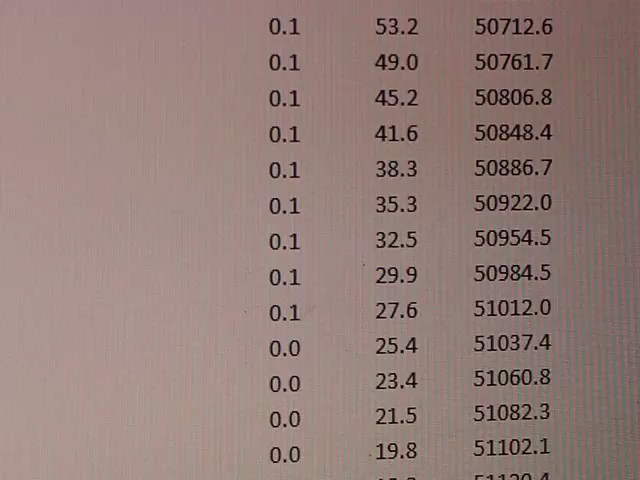 0.1 53.2 50712.6
0.1 49.0 50761.7
0.1 45.2 50806.8
0.1 41.6 50848.4
0.1 38.3 50886.7
0.1 35.3 50922.0
0.1 32.5 50954.5
0.1 29.9 50984.5
0.1 27.6 51012.0
0.0 25.4 51037.4
0.0 23.4 51060.8
0.0 21.5 51082.3
0.0 19.8 51102.1